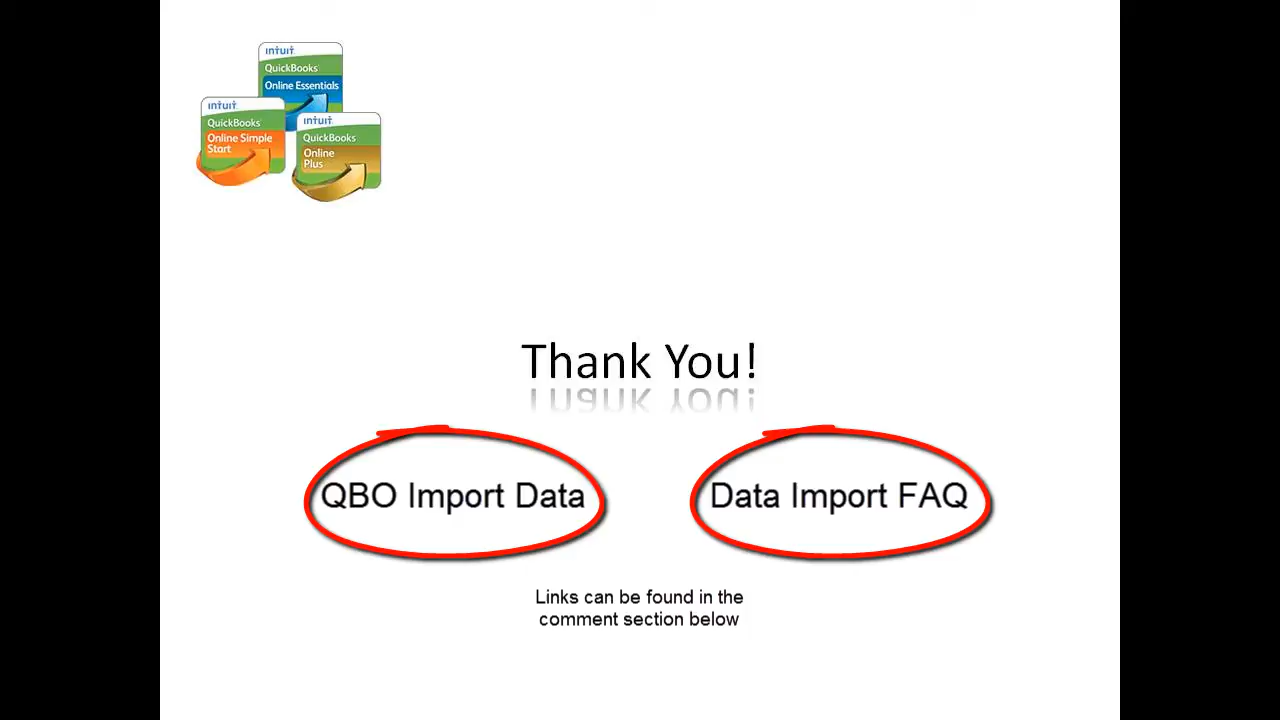 intuit
QuickBooks
Online Essentials
intuit
QuickBooks
Online Simple
Start
intuit
QuickBooks
Online
Plus
Thank You!
QBO Import Data
Data Import FAQ
Links can be found in the
comment section below